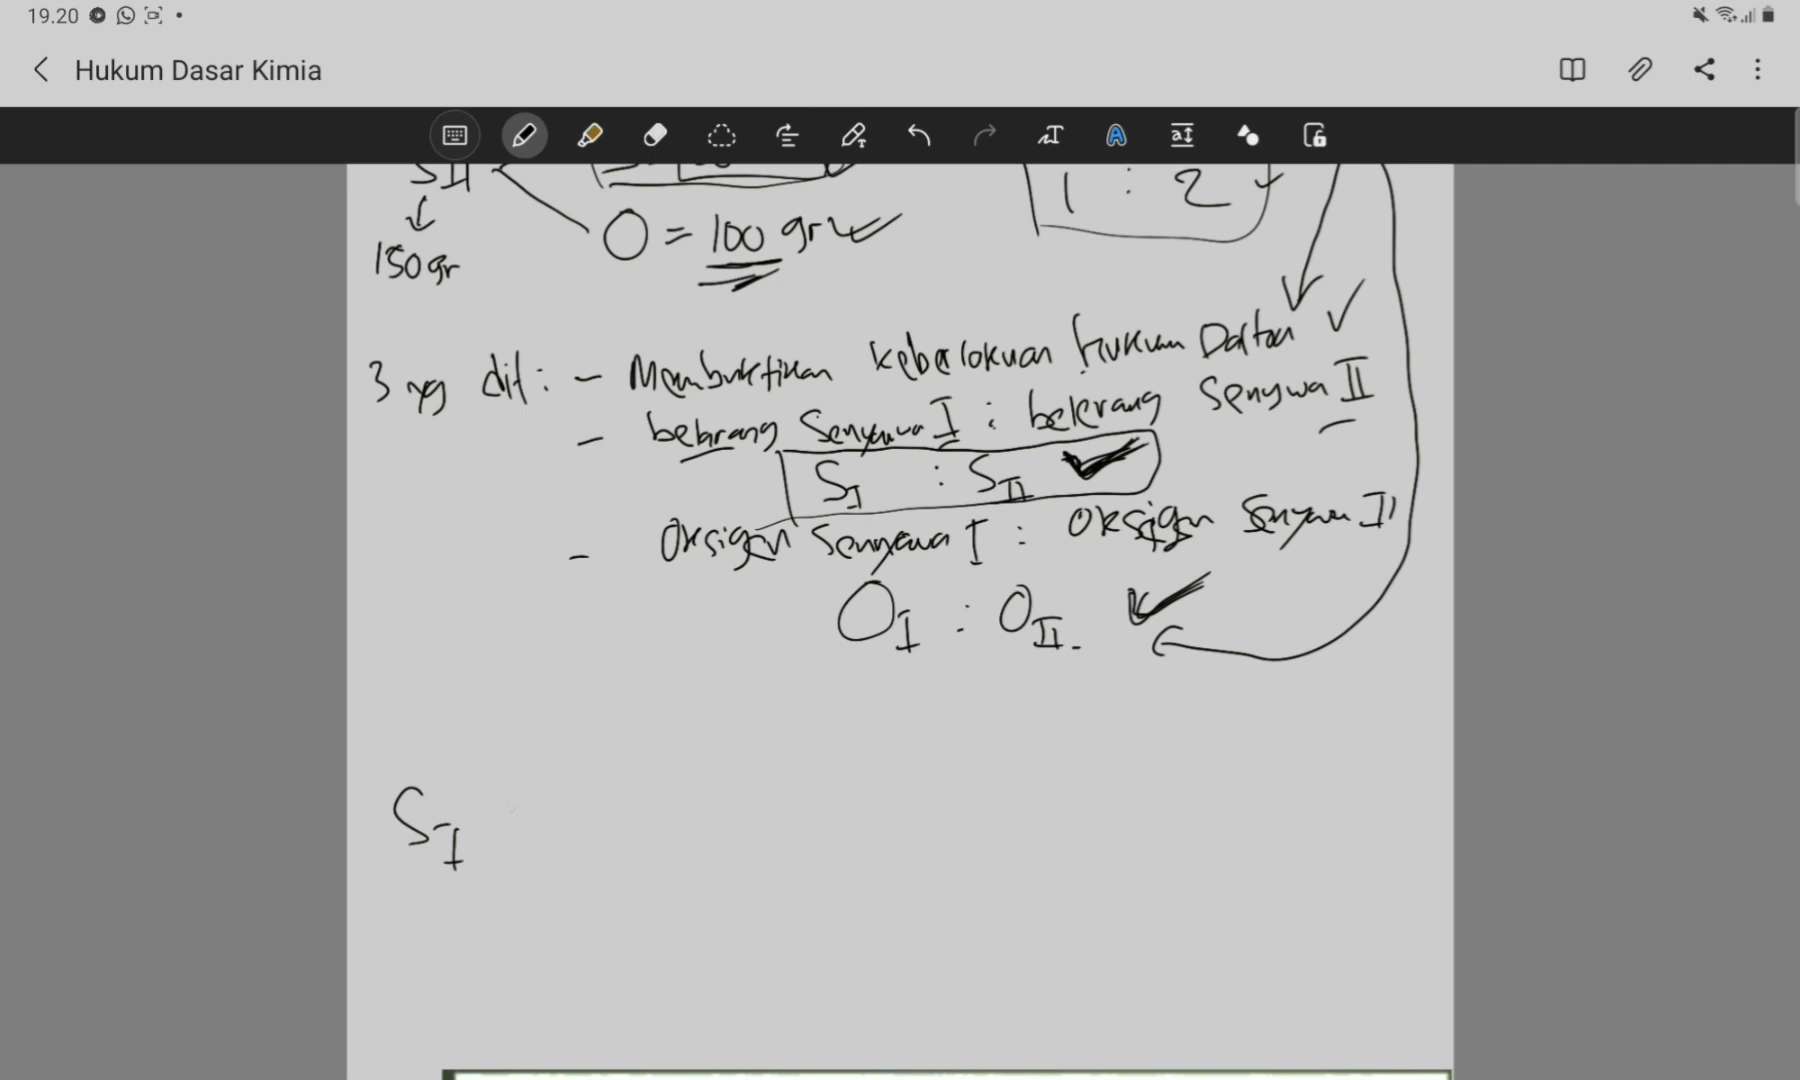 19.20
Hukum Dasar Kimia
SII
1 : 2
O = 100 gr
150 gr
3 yg dit : - Membuktikan keberlakuan Hukum Dalton
- belerang Senyawa I : belerang Senyawa II
SI : SII
- Oksigen Senyawa I : Oksigen Senyawa II
OI : OII
SI